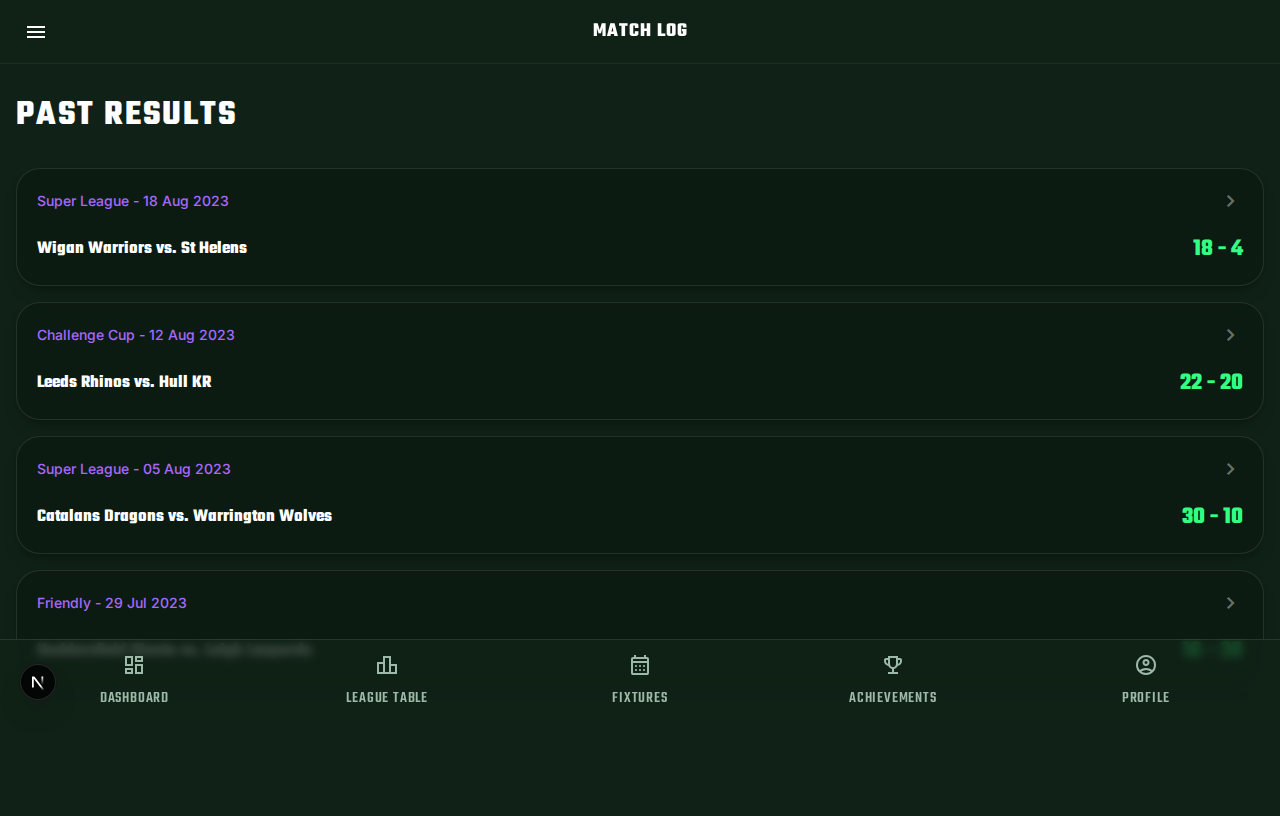 MATCH LOG
PAST RESULTS
Super League - 18 Aug 2023
Wigan Warriors vs. St Helens
18 - 4
Challenge Cup - 12 Aug 2023
Leeds Rhinos vs. Hull KR
22 - 20
Super League - 05 Aug 2023
Catalans Dragons vs. Warrington Wolves
30 - 10
Friendly - 29 Jul 2023
DASHBOARD
LEAGUE TABLE
FIXTURES
ACHIEVEMENTS
PROFILE